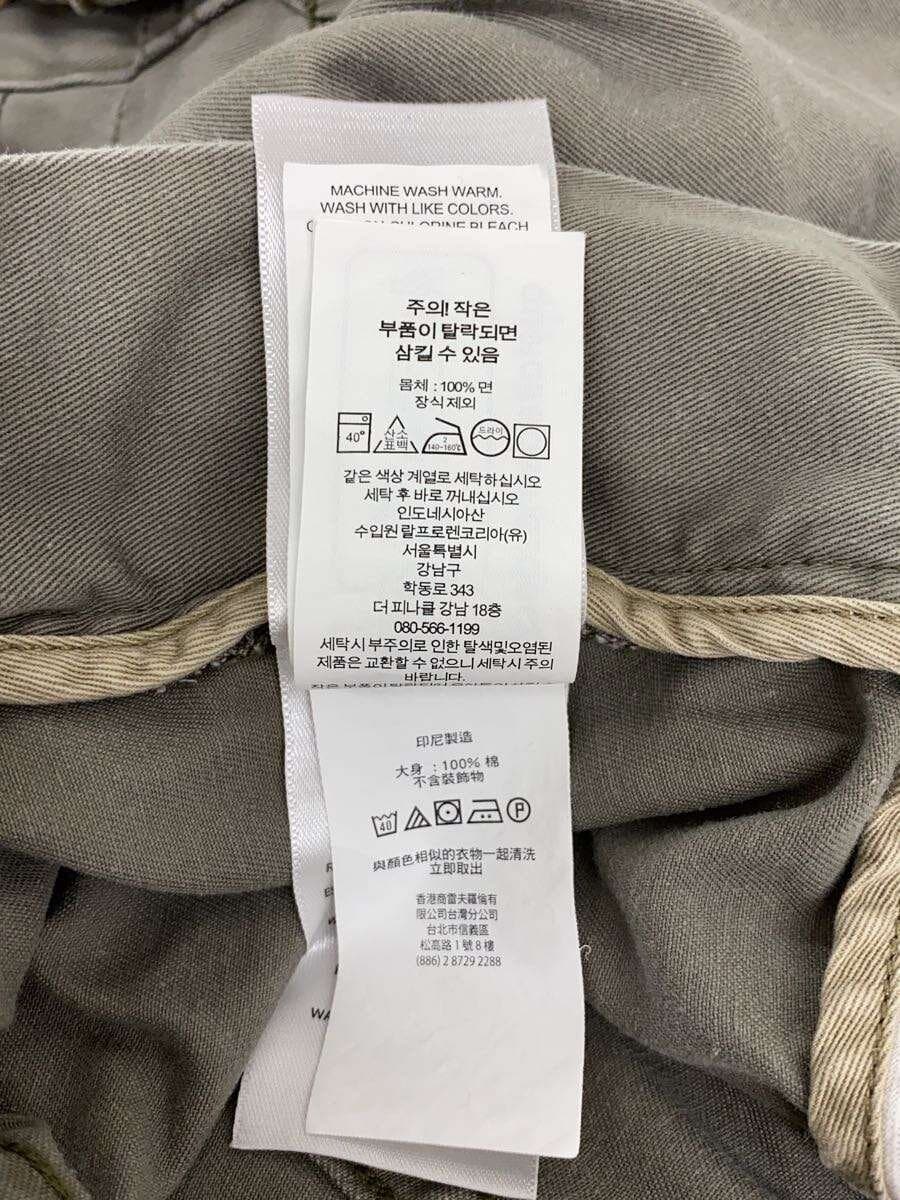 MACHINE WASH WARM.
WASH WITH LIKE COLORS.
CHLORINE BLEACH
주의! 작은
부품이 탈락되면
삼킬 수 있음
몸체 : 100% 면
장식 제외
40° 산소 표백 2 140~160℃ 드라이
같은 색상 계열로 세탁하십시오
세탁 후 바로 꺼내십시오
인도네시아산
수입원 랄프로렌코리아(유)
서울특별시
강남구
학동로 343
더 피나클 강남 18층
080-566-1199
세탁시 부주의로 인한 탈색및오염된
제품은 교환할 수 없으니 세탁시 주의
바랍니다.
印尼製造
大身 : 100% 棉
不含裝飾物
40 P
與顏色相似的衣物一起清洗
立即取出
香港商雷夫羅倫有
限公司台灣分公司
台北市信義區
松高路 1 號 8 樓
(886) 2 8729 2288
WA